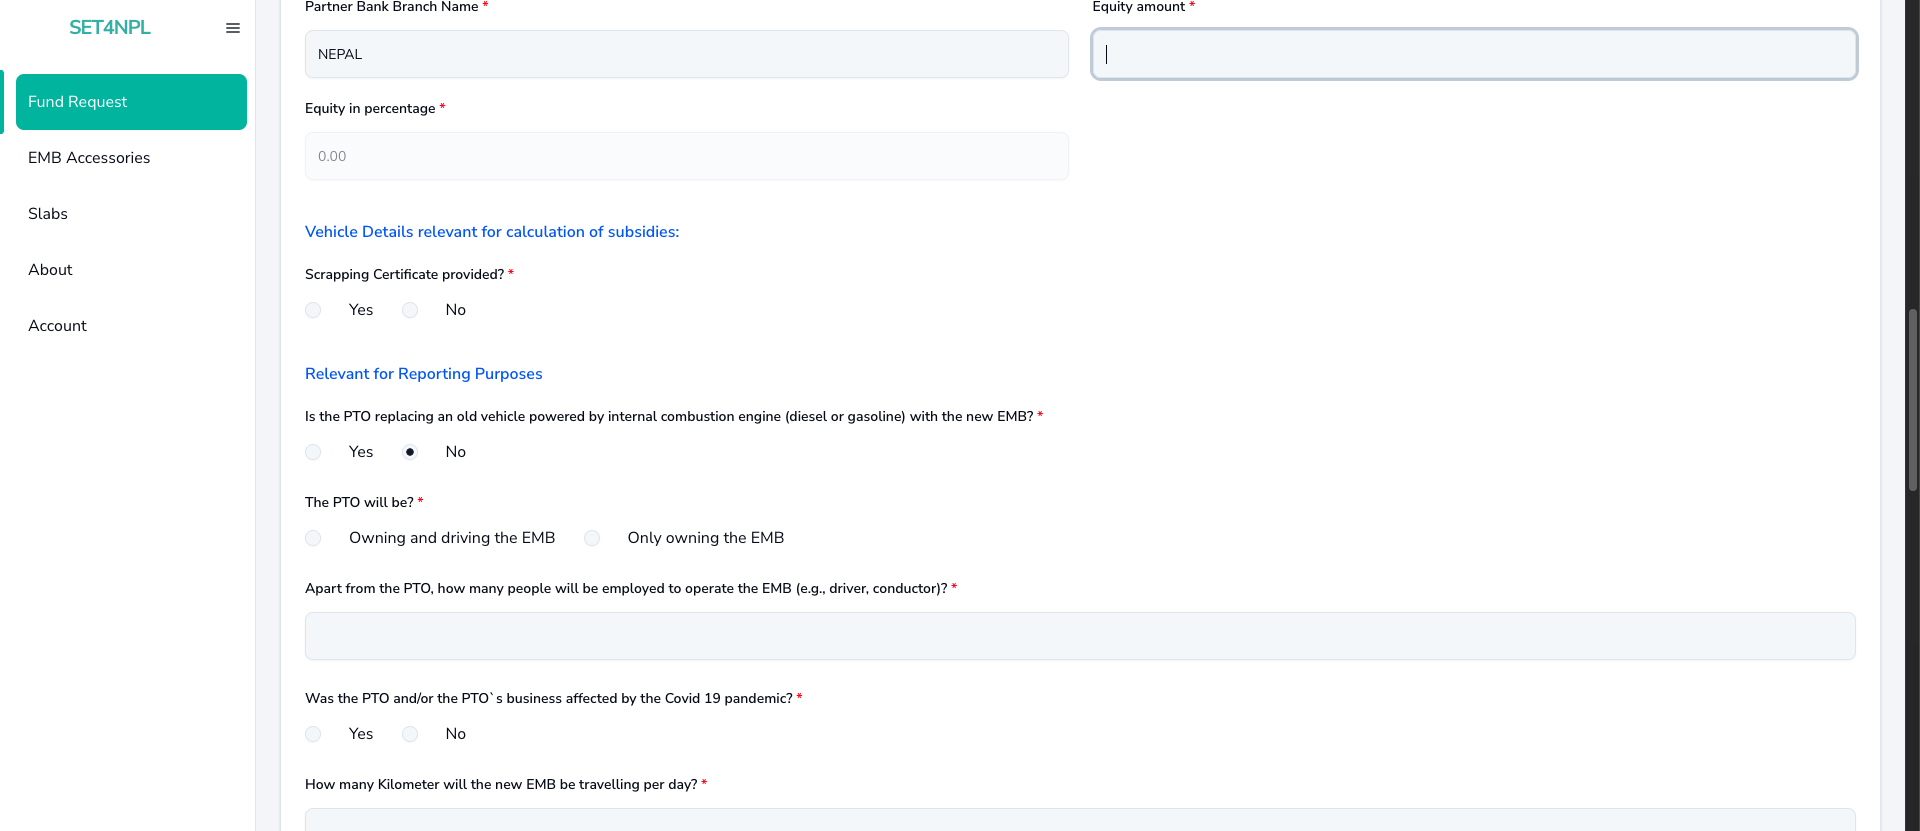 SET4NPL
Fund Request
EMB Accessories
Slabs
About
Account
Partner Bank Branch Name *
Equity amount *
NEPAL
Equity in percentage *
0.00
Vehicle Details relevant for calculation of subsidies:
Scrapping Certificate provided? *
Yes No
Relevant for Reporting Purposes
Is the PTO replacing an old vehicle powered by internal combustion engine (diesel or gasoline) with the new EMB? *
Yes No
The PTO will be? *
Owning and driving the EMB Only owning the EMB
Apart from the PTO, how many people will be employed to operate the EMB (e.g., driver, conductor)? *
Was the PTO and/or the PTO`s business affected by the Covid 19 pandemic? *
Yes No
How many Kilometer will the new EMB be travelling per day? *